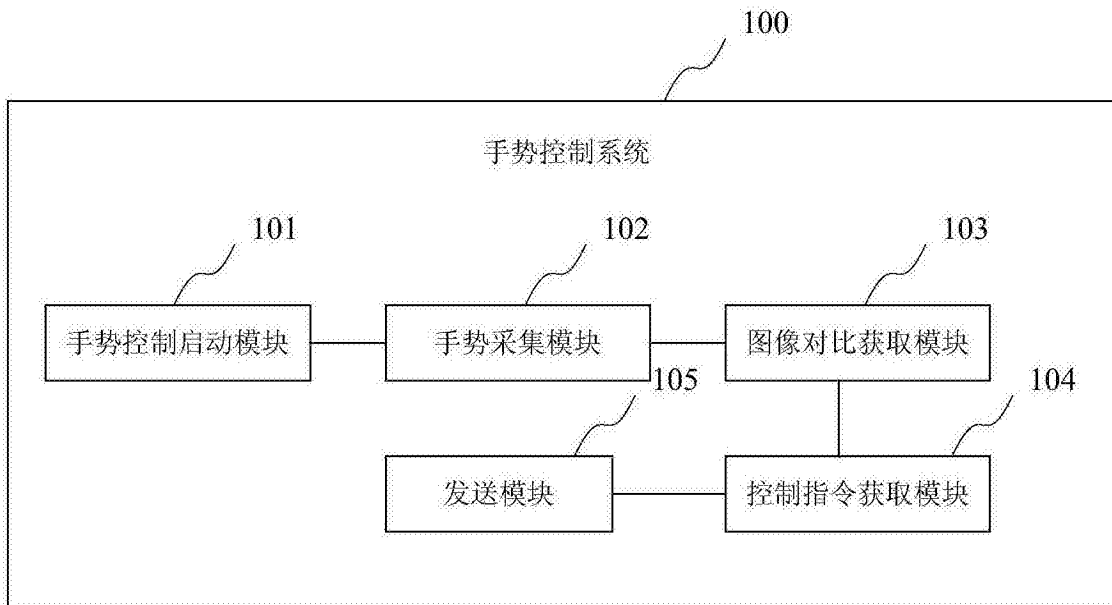 100
手势控制系统
101
102
103
手势控制启动模块
手势采集模块
图像对比获取模块
105
104
发送模块
控制指令获取模块